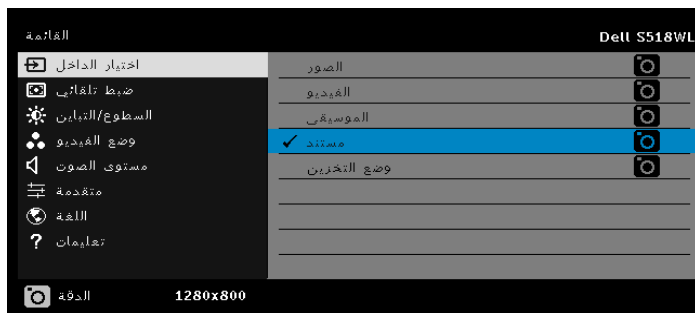 القائمة
Dell S518WL
اختيار الداخل
ضبط تلقائي
السطوع/التباين
وضع الفيديو
مستوى الصوت
متقدمة
اللغة
تعليمات
الصور
الفيديو
الموسيقى
مستند
وضع التخزين
الدقة 1280x800